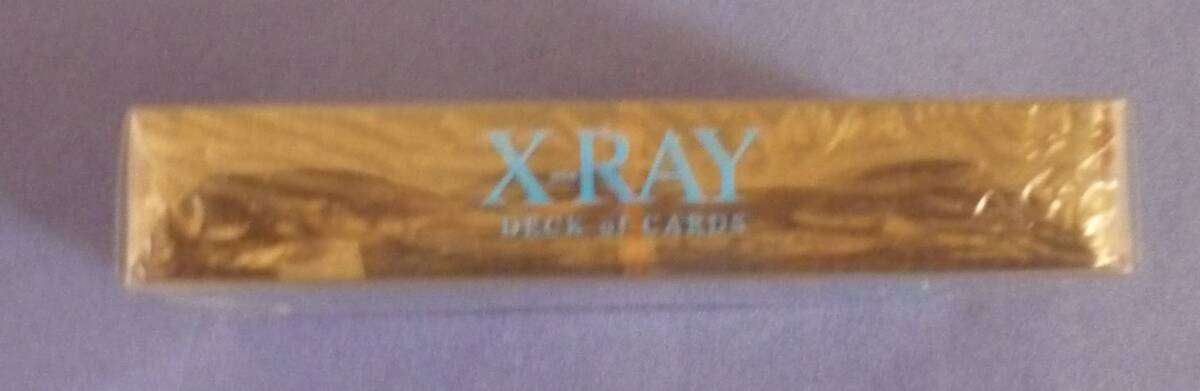 X-RAY
DECK of CARDS